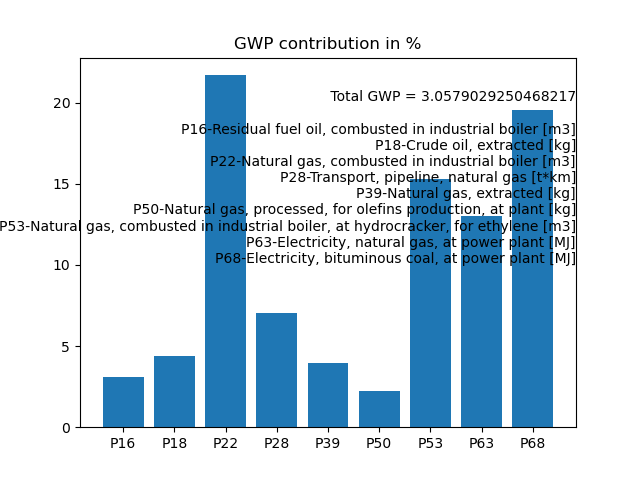 GWP contribution in %
Total GWP = 3.0579029250468217
P16-Residual fuel oil, combusted in industrial boiler [m3]
P18-Crude oil, extracted [kg]
P22-Natural gas, combusted in industrial boiler [m3]
P28-Transport, pipeline, natural gas [t*km]
P39-Natural gas, extracted [kg]
P50-Natural gas, processed, for olefins production, at plant [kg]
P53-Natural gas, combusted in industrial boiler, at hydrocracker, for ethylene [m3]
P63-Electricity, natural gas, at power plant [MJ]
P68-Electricity, bituminous coal, at power plant [MJ]
20
15
10
5
0
P16 P18 P22 P28 P39 P50 P53 P63 P68